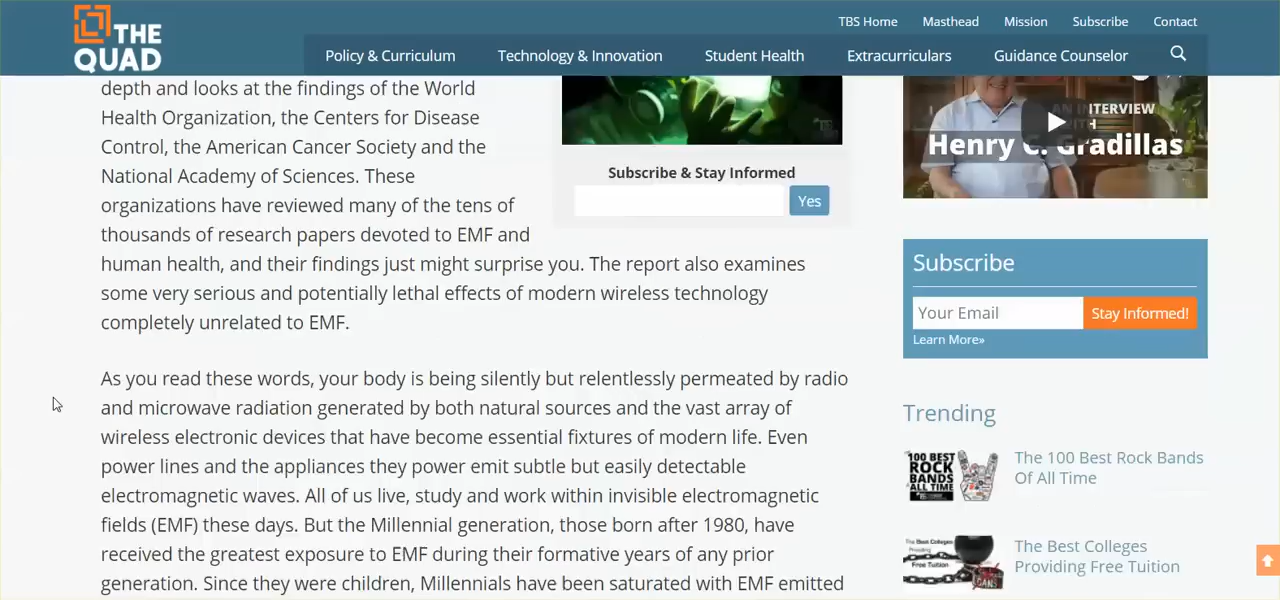 THE
QUAD
TBS Home
Masthead
Mission
Subscribe
Contact
Policy & Curriculum
Technology & Innovation
Student Health
Extracurriculars
Guidance Counselor
depth and looks at the findings of the World
Health Organization, the Centers for Disease
Control, the American Cancer Society and the
National Academy of Sciences. These
organizations have reviewed many of the tens of
thousands of research papers devoted to EMF and
human health, and their findings just might surprise you. The report also examines
some very serious and potentially lethal effects of modern wireless technology
completely unrelated to EMF.
As you read these words, your body is being silently but relentlessly permeated by radio
and microwave radiation generated by both natural sources and the vast array of
wireless electronic devices that have become essential fixtures of modern life. Even
power lines and the appliances they power emit subtle but easily detectable
electromagnetic waves. All of us live, study and work within invisible electromagnetic
fields (EMF) these days. But the Millennial generation, those born after 1980, have
received the greatest exposure to EMF during their formative years of any prior
generation. Since they were children, Millennials have been saturated with EMF emitted
Subscribe & Stay Informed
Yes
AN INTERVIEW
WITH
Henry C. Gradillas
Subscribe
Your Email
Stay Informed!
Learn More»
Trending
100 BEST
ROCK
BANDS
ALL TIME
The 100 Best Rock Bands
Of All Time
The Best Colleges
Providing
Free Tuition
The Best Colleges
Providing Free Tuition